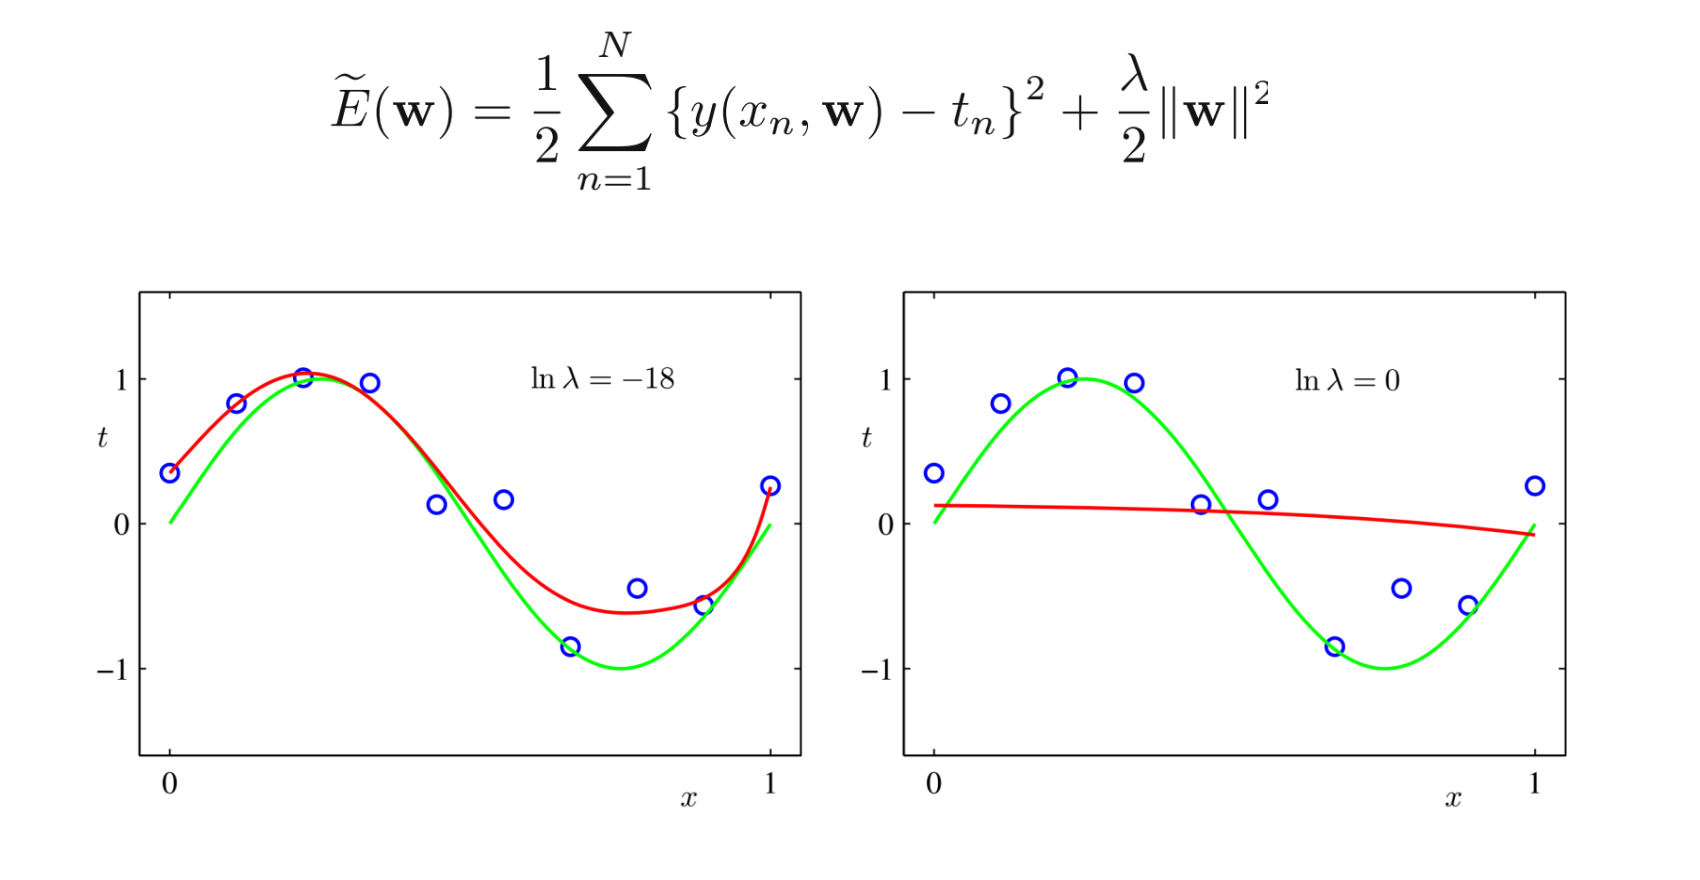 Ẽ(w) = 1/2 ∑_{n=1}^{N} {y(x_n, w) − t_n}² + λ/2 ‖w‖²
ln λ = −18
1
t
0
−1
0
x
1
ln λ = 0
1
t
0
−1
0
x
1